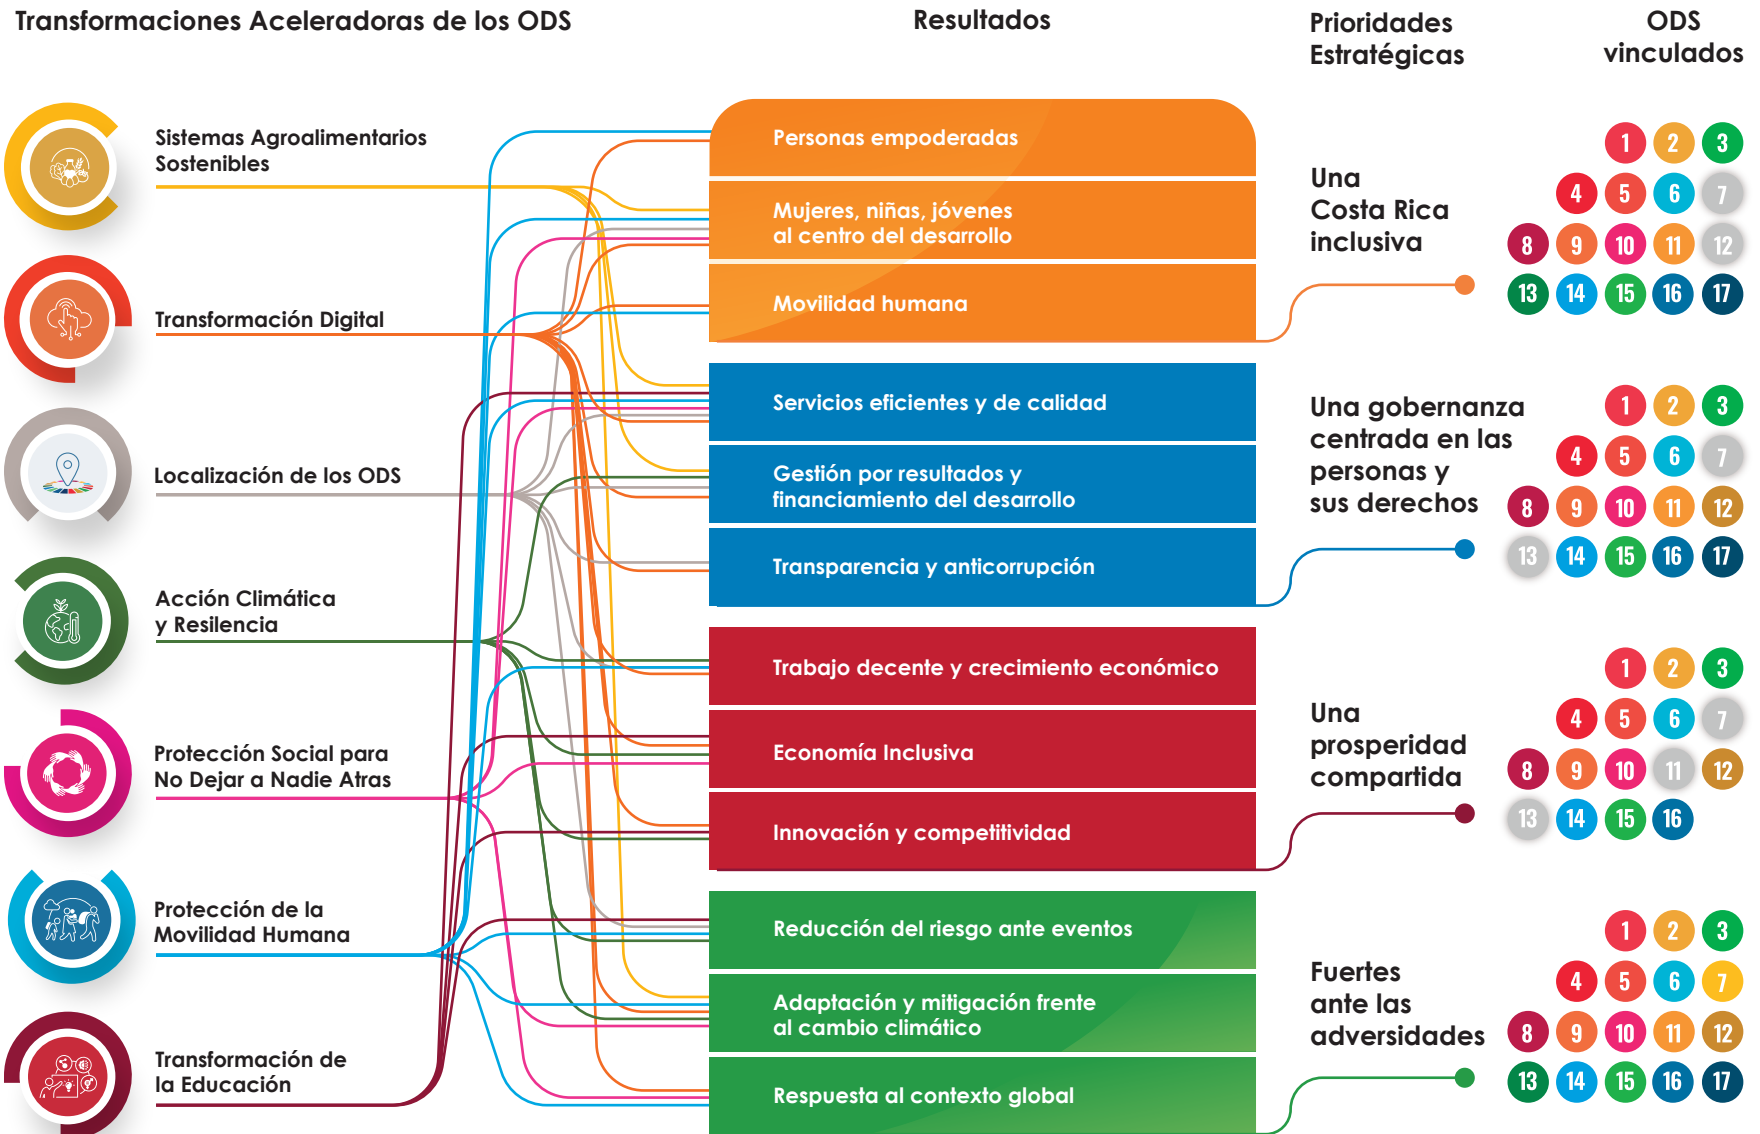 Transformaciones Aceleradoras de los ODS
Resultados
Prioridades
Estratégicas
ODS
vinculados
Sistemas Agroalimentarios
Sostenibles
Transformación Digital
Localización de los ODS
Acción Climática
y Resilencia
Protección Social para
No Dejar a Nadie Atras
Protección de la
Movilidad Humana
Transformación de
la Educación
Personas empoderadas
Mujeres, niñas, jóvenes
al centro del desarrollo
Movilidad humana
Servicios eficientes y de calidad
Gestión por resultados y
financiamiento del desarrollo
Transparencia y anticorrupción
Trabajo decente y crecimiento económico
Economía Inclusiva
Innovación y competitividad
Reducción del riesgo ante eventos
Adaptación y mitigación frente
al cambio climático
Respuesta al contexto global
Una
Costa Rica
inclusiva
1 2 3
4 5 6 7
8 9 10 11 12
13 14 15 16 17
Una gobernanza
centrada en las
personas y
sus derechos
1 2 3
4 5 6 7
8 9 10 11 12
13 14 15 16 17
Una
prosperidad
compartida
1 2 3
4 5 6 7
8 9 10 11 12
13 14 15 16
Fuertes
ante las
adversidades
1 2 3
4 5 6 7
8 9 10 11 12
13 14 15 16 17